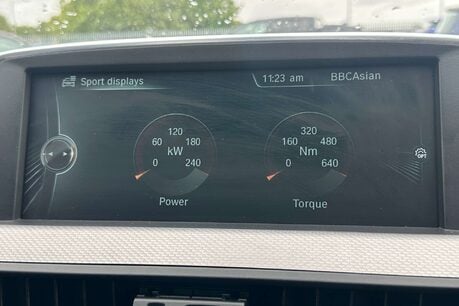 Sport displays
11:23 am
BBCAsian
120
60 180
kW
0 240
Power
320
160 480
Nm
0 640
Torque
OPT